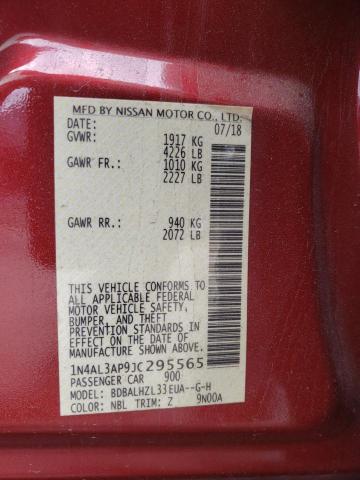 MFD BY NISSAN MOTOR CO., LTD.
DATE: 07/18
GVWR: 1917 KG
4226 LB
GAWR FR.: 1010 KG
2227 LB
GAWR RR.: 940 KG
2072 LB
THIS VEHICLE CONFORMS TO
ALL APPLICABLE FEDERAL
MOTOR VEHICLE SAFETY,
BUMPER, AND THEFT
PREVENTION STANDARDS IN
EFFECT ON THE DATE OF
MANUFACTURE SHOWN ABOVE.
1N4AL3AP9JC295565
PASSENGER CAR 900
MODEL: BDBALHZL33EUA--G-H
COLOR: NBL TRIM: Z 9N00A